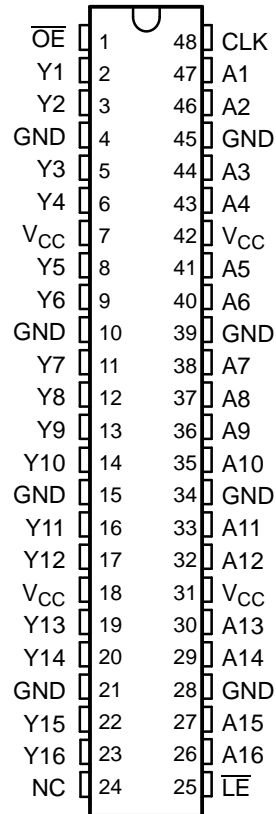 O̅E̅ 1 48 CLK
Y1 2 47 A1
Y2 3 46 A2
GND 4 45 GND
Y3 5 44 A3
Y4 6 43 A4
VCC 7 42 VCC
Y5 8 41 A5
Y6 9 40 A6
GND 10 39 GND
Y7 11 38 A7
Y8 12 37 A8
Y9 13 36 A9
Y10 14 35 A10
GND 15 34 GND
Y11 16 33 A11
Y12 17 32 A12
VCC 18 31 VCC
Y13 19 30 A13
Y14 20 29 A14
GND 21 28 GND
Y15 22 27 A15
Y16 23 26 A16
NC 24 25 L̅E̅